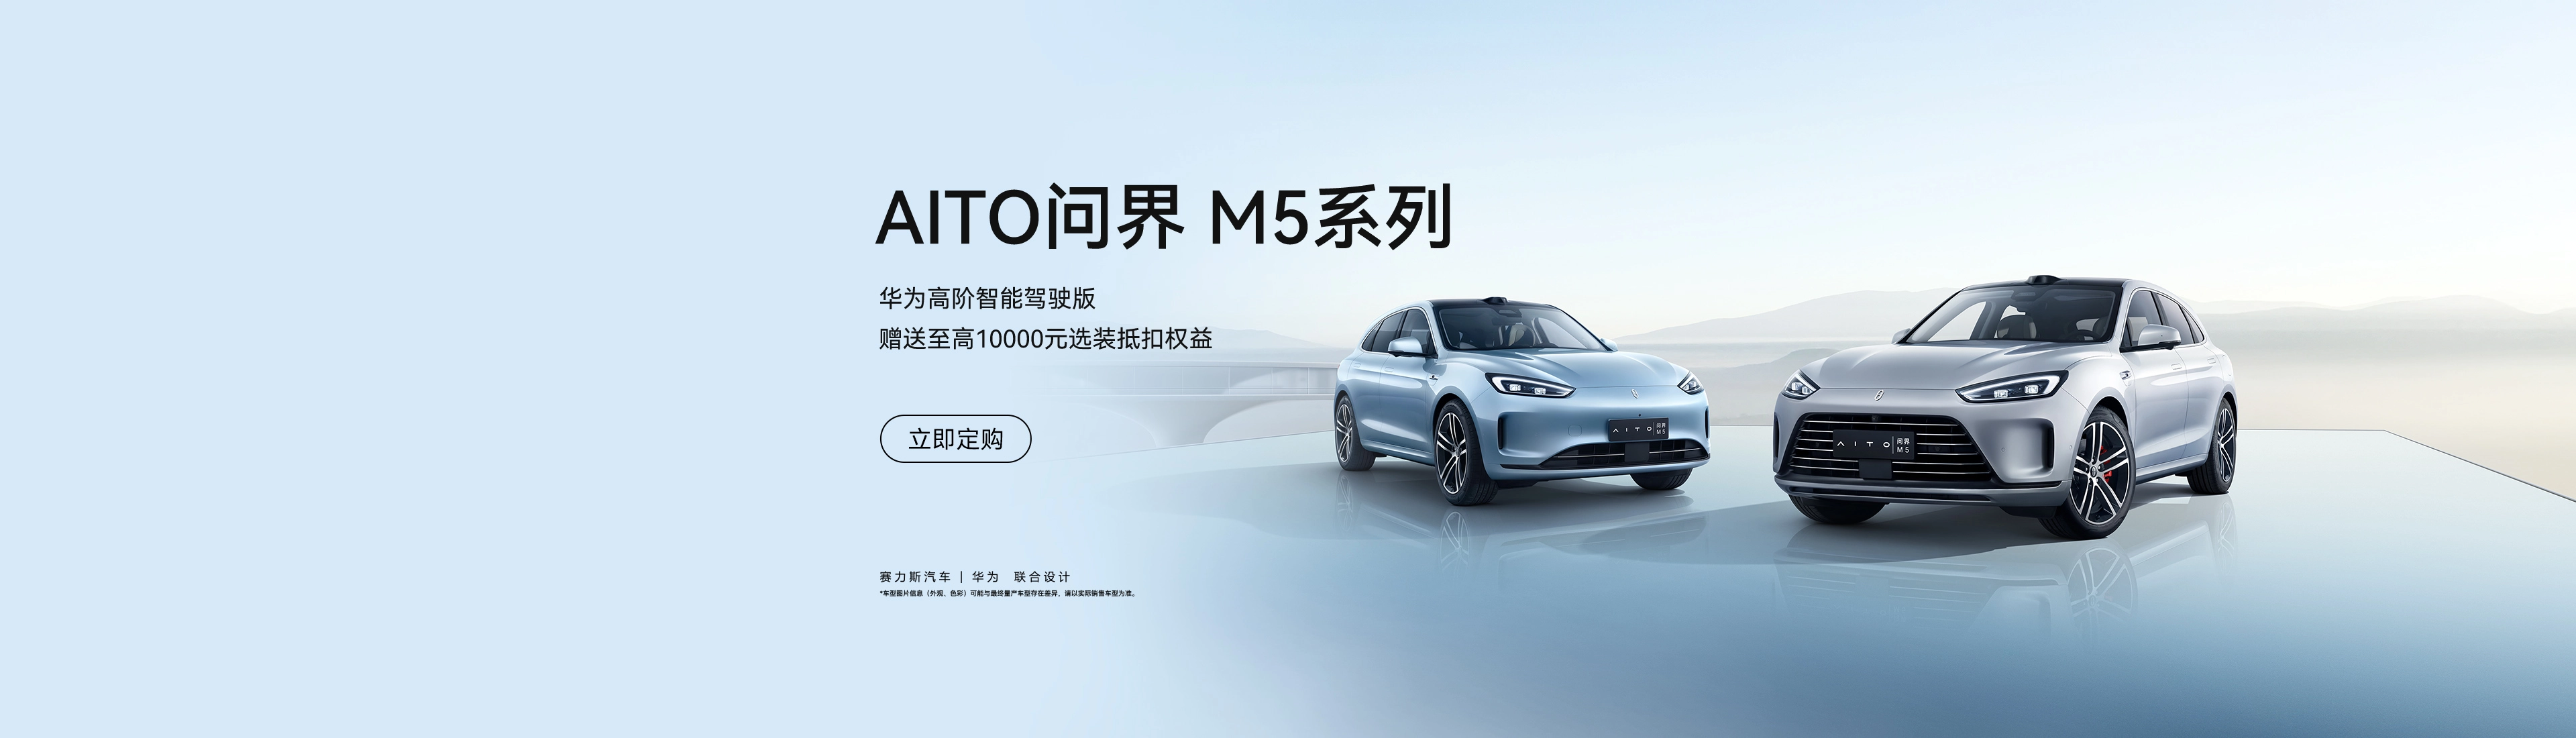 AITO问界 M5系列
华为高阶智能驾驶版
赠送至高10000元选装抵扣权益
立即定购
AITO 问界 M5
AITO 问界 M5
赛力斯汽车 | 华为 联合设计
*车型图片信息（外观、色彩）可能与最终量产车型存在差异，请以实际销售车型为准。